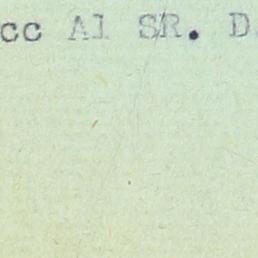 cc Al SR. D.